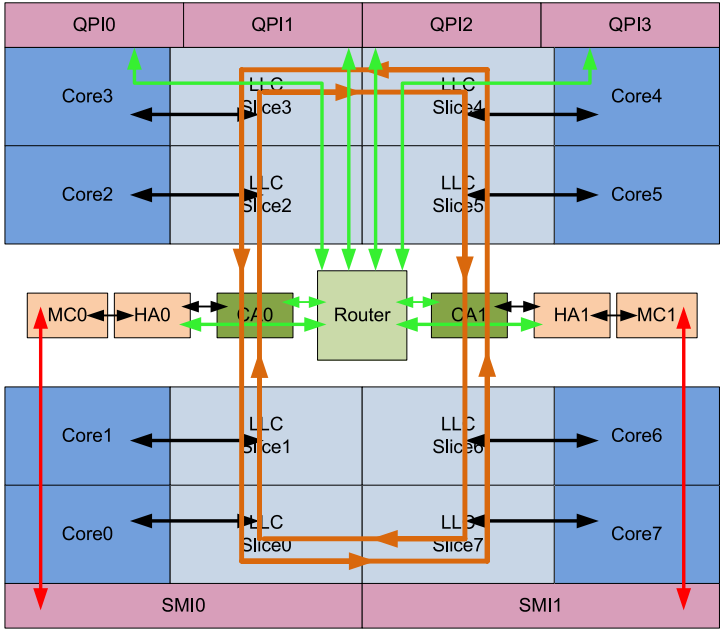 QPI0 QPI1 QPI2 QPI3
Core3
LLC
Slice3
LLC
Slice4
Core4
Core2
LLC
Slice2
LLC
Slice5
Core5
MC0
HA0
CA0
Router
CA1
HA1
MC1
Core1
LLC
Slice1
LLC
Slice6
Core6
Core0
LLC
Slice0
LLC
Slice7
Core7
SMI0 SMI1